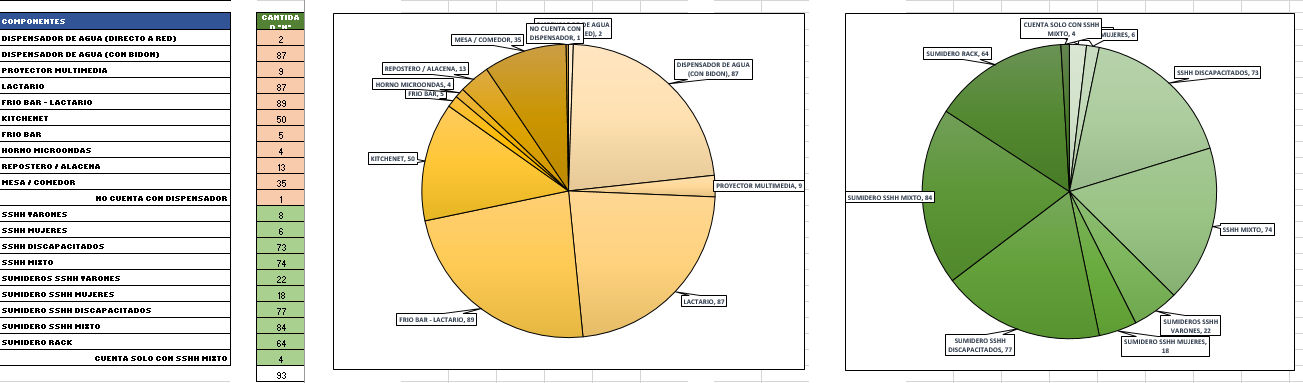 COMPONENTES CANTIDA
D "N"
DISPENSADOR DE AGUA (DIRECTO A RED) 2
DISPENSADOR DE AGUA (CON BIDON) 87
PROTECTOR MULTIMEDIA 9
LACTARIO 87
FRIO BAR - LACTARIO 89
KITCHENET 50
FRIO BAR 5
HORNO MICROONDAS 4
REPOSTERO / ALACENA 13
MESA / COMEDOR 35
NO CUENTA CON DISPENSADOR 1
SSHH VARONES 8
SSHH MUJERES 6
SSHH DISCAPACITADOS 73
SSHH MIXTO 74
SUMIDEROS SSHH VARONES 22
SUMIDERO SSHH MUJERES 18
SUMIDERO SSHH DISCAPACITADOS 77
SUMIDERO SSHH MIXTO 84
SUMIDERO RACK 64
CUENTA SOLO CON SSHH MIXTO 4
93
DE AGUA
ED), 2
NO CUENTA CON
DISPENSADOR, 1
MESA / COMEDOR, 35
REPOSTERO / ALACENA, 13
HORNO MICROONDAS, 4
FRIO BAR, 5
KITCHENET, 50
FRIO BAR - LACTARIO, 89
LACTARIO, 87
PROYECTOR MULTIMEDIA, 9
DISPENSADOR DE AGUA
(CON BIDON), 87
CUENTA SOLO CON SSHH
MIXTO, 4
MUJERES, 6
SUMIDERO RACK, 64
SSHH DISCAPACITADOS, 73
SUMIDERO SSHH MIXTO, 84
SSHH MIXTO, 74
SUMIDEROS SSHH
VARONES, 22
SUMIDERO SSHH MUJERES,
18
SUMIDERO SSHH
DISCAPACITADOS, 77